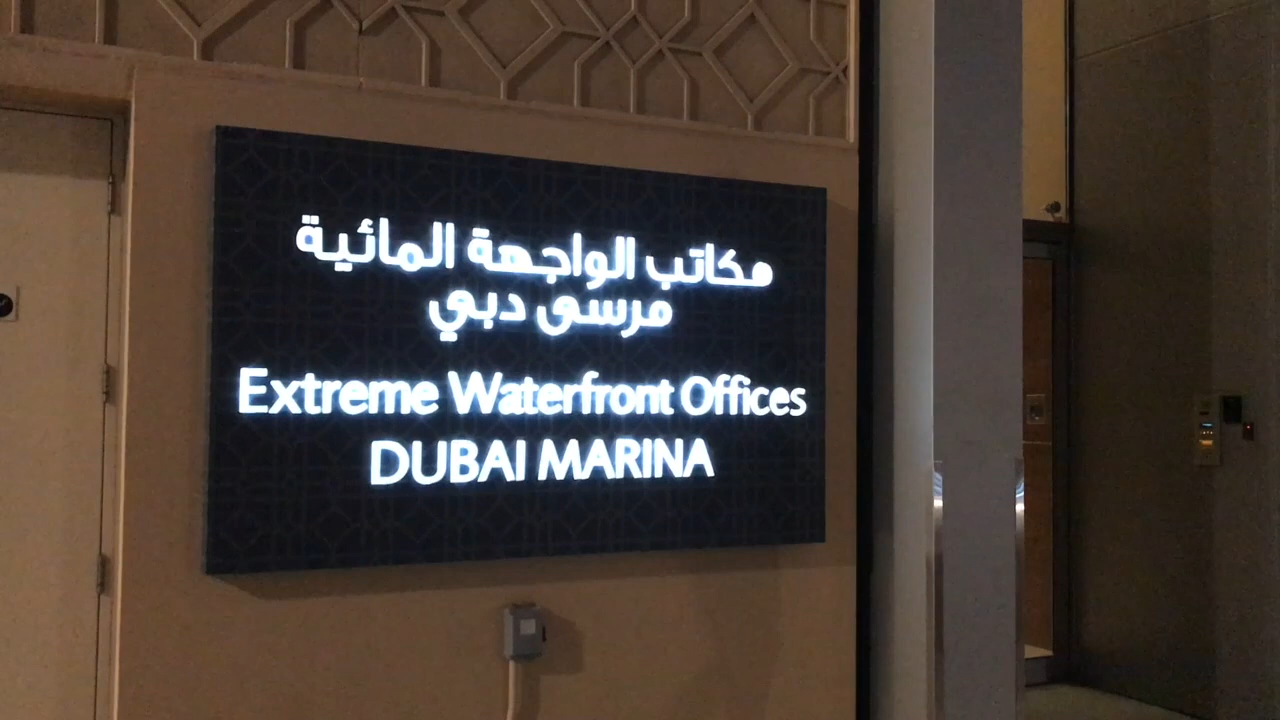 مكاتب الواجهة المائية
مرسى دبي
Extreme Waterfront Offices
DUBAI MARINA